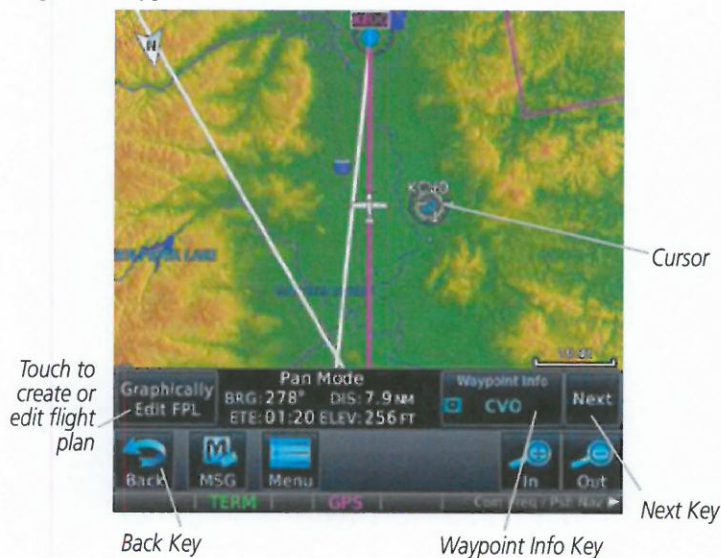 N
Cursor
Touch to
create or
edit flight
plan
Graphically
Edit FPL
Pan Mode
BRG:278° DIS:7.9NM
ETE:01:20 ELEV:256FT
Waypoint Info
CVO
Next
Back
MSG
Menu
In
Out
TERM
GPS
Next Key
Back Key
Waypoint Info Key